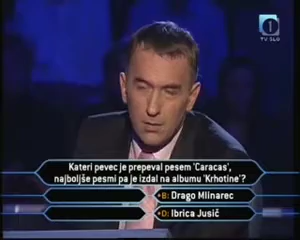 1
TV SLO
Kateri pevec je prepeval pesem 'Caracas',
najboljše pesmi pa je izdal na albumu 'Krhotine'?
B: Drago Mlinarec
D: Ibrica Jusić